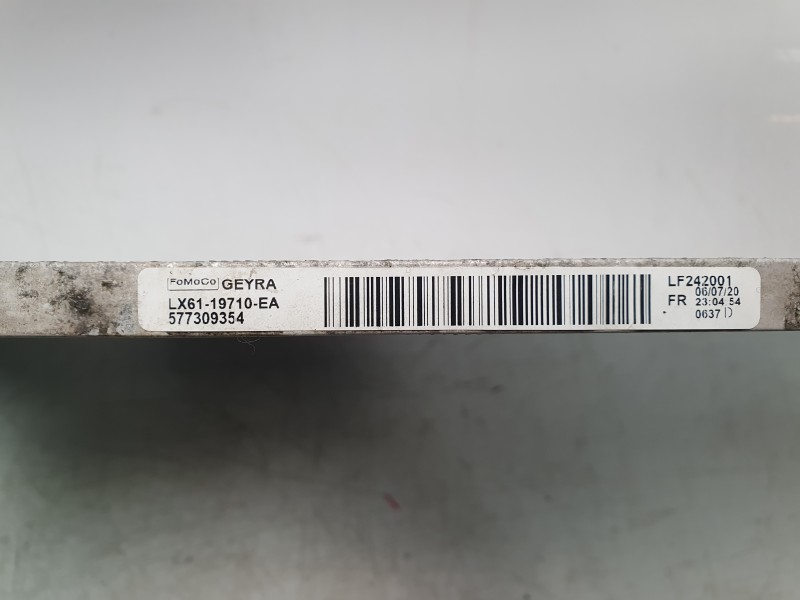 FoMoCo GEYRA
LX61-19710-EA
577309354
LF242001
06/07/20
FR 23:04 54
0637 D